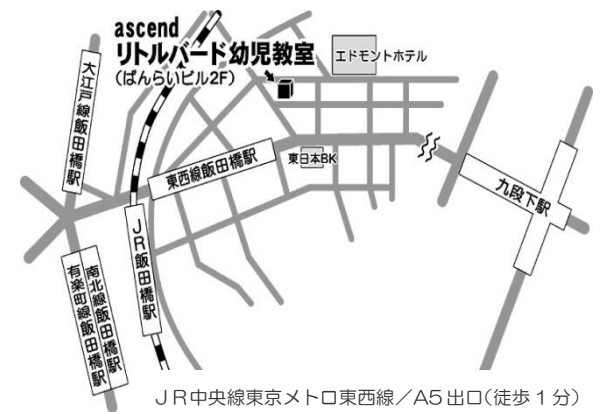 ascend
リトルバード幼児教室
(ばんらいビル2F)
エドモントホテル
大江戸線飯田橋駅
東西線飯田橋駅
東日本BK
九段下駅
JR飯田橋駅
南北線飯田橋駅
有楽町線飯田橋駅
JR中央線東京メトロ東西線／A5出口(徒歩1分)